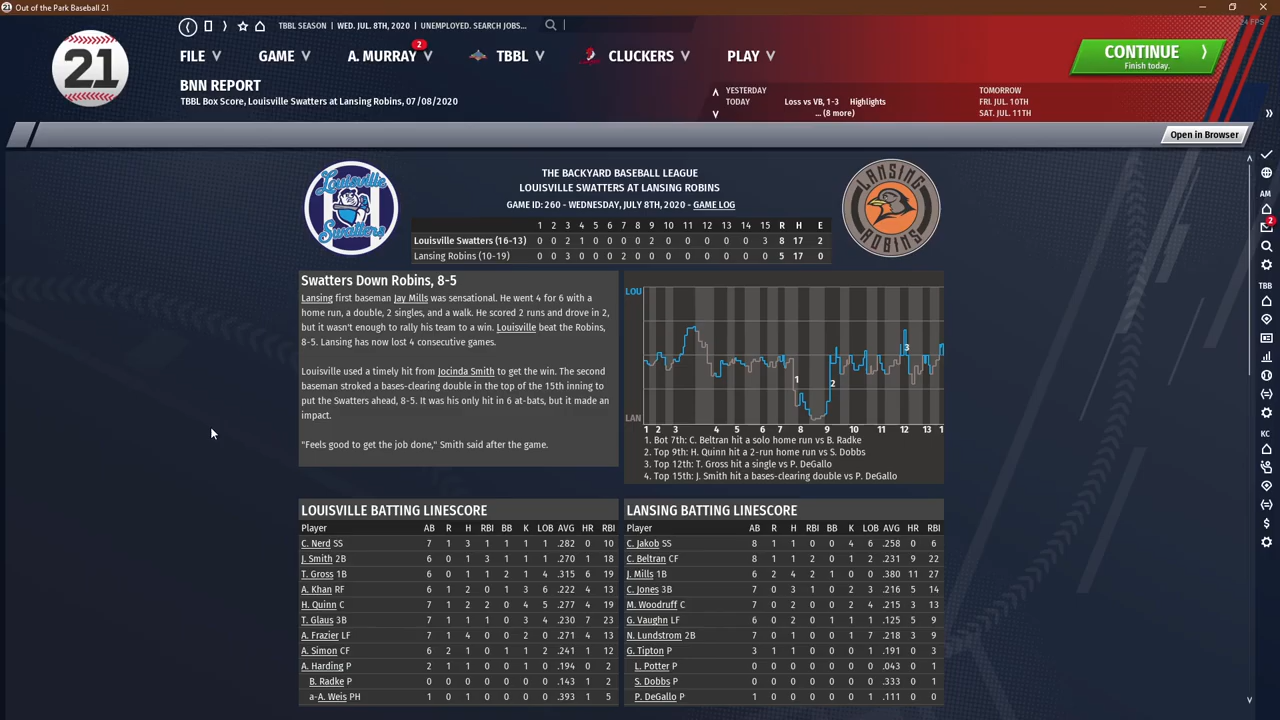 Out of the Park Baseball 21
24 FPS
TBBL SEASON | WED. JUL. 8TH, 2020 | UNEMPLOYED. SEARCH JOBS...
21
FILE GAME A. MURRAY 2 TBBL CLUCKERS PLAY
CONTINUE
Finish today.
BNN REPORT
TBBL Box Score, Louisville Swatters at Lansing Robins, 07/08/2020
YESTERDAY
TODAY Loss vs VB, 1-3 Highlights
... (8 more)
TOMORROW
FRI. JUL. 10TH
SAT. JUL. 11TH
Open in Browser
Louisville Swatters
LANSING ROBINS
THE BACKYARD BASEBALL LEAGUE
LOUISVILLE SWATTERS AT LANSING ROBINS
GAME ID: 260 - WEDNESDAY, JULY 8TH, 2020 - GAME LOG
1 2 3 4 5 6 7 8 9 10 11 12 13 14 15 R H E
Louisville Swatters (16-13) 0 0 2 1 0 0 0 0 2 0 0 0 0 0 3 8 17 2
Lansing Robins (10-19) 0 0 3 0 0 0 2 0 0 0 0 0 0 0 0 5 17 0
Swatters Down Robins, 8-5
Lansing first baseman Jay Mills was sensational. He went 4 for 6 with a
home run, a double, 2 singles, and a walk. He scored 2 runs and drove in 2,
but it wasn't enough to rally his team to a win. Louisville beat the Robins,
8-5. Lansing has now lost 4 consecutive games.
Louisville used a timely hit from Jocinda Smith to get the win. The second
baseman stroked a bases-clearing double in the top of the 15th inning to
put the Swatters ahead, 8-5. It was his only hit in 6 at-bats, but it made an
impact.
"Feels good to get the job done," Smith said after the game.
LOU
LAN
1 2 3
1 2 3 4 5 6 7 8 9 10 11 12 13 1
1. Bot 7th: C. Beltran hit a solo home run vs B. Radke
2. Top 9th: H. Quinn hit a 2-run home run vs S. Dobbs
3. Top 12th: T. Gross hit a single vs P. DeGallo
4. Top 15th: J. Smith hit a bases-clearing double vs P. DeGallo
LOUISVILLE BATTING LINESCORE
Player AB R H RBI BB K LOB AVG HR RBI
C. Nerd SS 7 1 3 1 1 1 1 .282 0 10
J. Smith 2B 6 0 1 3 1 1 1 .270 1 18
T. Gross 1B 6 0 1 1 2 1 4 .315 6 19
A. Khan RF 6 1 2 0 1 3 6 .222 4 13
H. Quinn C 7 1 2 2 0 4 5 .277 4 19
T. Glaus 3B 7 1 1 1 0 3 4 .230 7 23
A. Frazier LF 7 1 4 0 0 2 0 .271 4 13
A. Simon CF 6 2 1 0 1 1 2 .241 1 12
A. Harding P 2 1 1 0 0 1 0 .194 0 2
B. Radke P 0 0 0 0 0 0 0 .143 1 2
a-A. Weis PH 1 0 1 0 0 0 0 .393 1 5
LANSING BATTING LINESCORE
Player AB R H RBI BB K LOB AVG HR RBI
C. Jakob SS 8 1 1 0 0 4 6 .258 0 6
C. Beltran CF 8 1 1 2 0 1 2 .231 9 22
J. Mills 1B 6 2 4 2 1 0 0 .380 11 27
C. Jones 3B 7 0 3 1 0 2 3 .216 5 14
M. Woodruff C 7 0 2 0 0 2 4 .215 3 13
G. Vaughn LF 6 0 2 0 1 1 1 .125 5 9
N. Lundstrom 2B 7 0 1 0 0 1 7 .218 3 9
G. Tipton P 3 1 1 0 0 1 0 .191 0 3
L. Potter P 0 0 0 0 0 0 0 .043 0 1
S. Dobbs P 0 0 0 0 0 0 0 .333 0 1
P. DeGallo P 1 0 0 0 0 0 1 .111 0 0
AM
2
TBB
KC